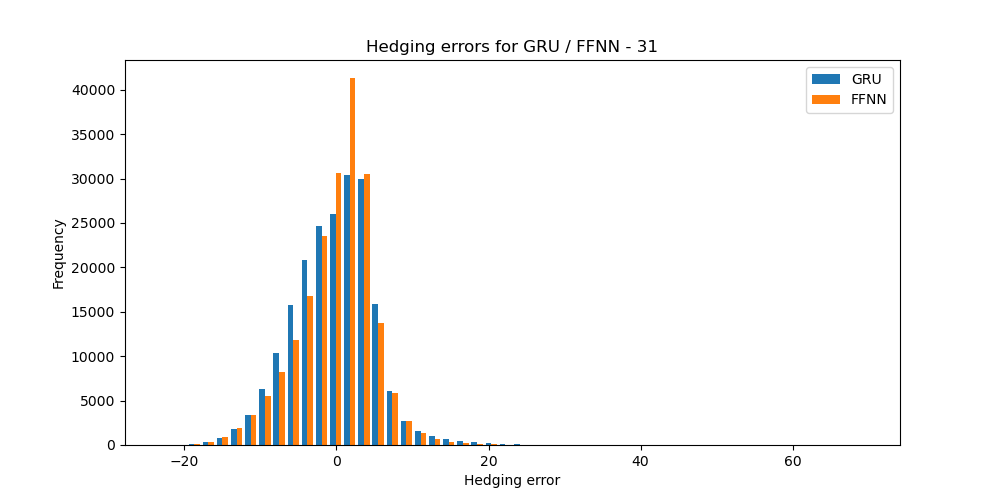 Hedging errors for GRU / FFNN - 31
GRU
FFNN
40000
35000
30000
25000
20000
15000
10000
5000
0
Frequency
−20
0
20
40
60
Hedging error